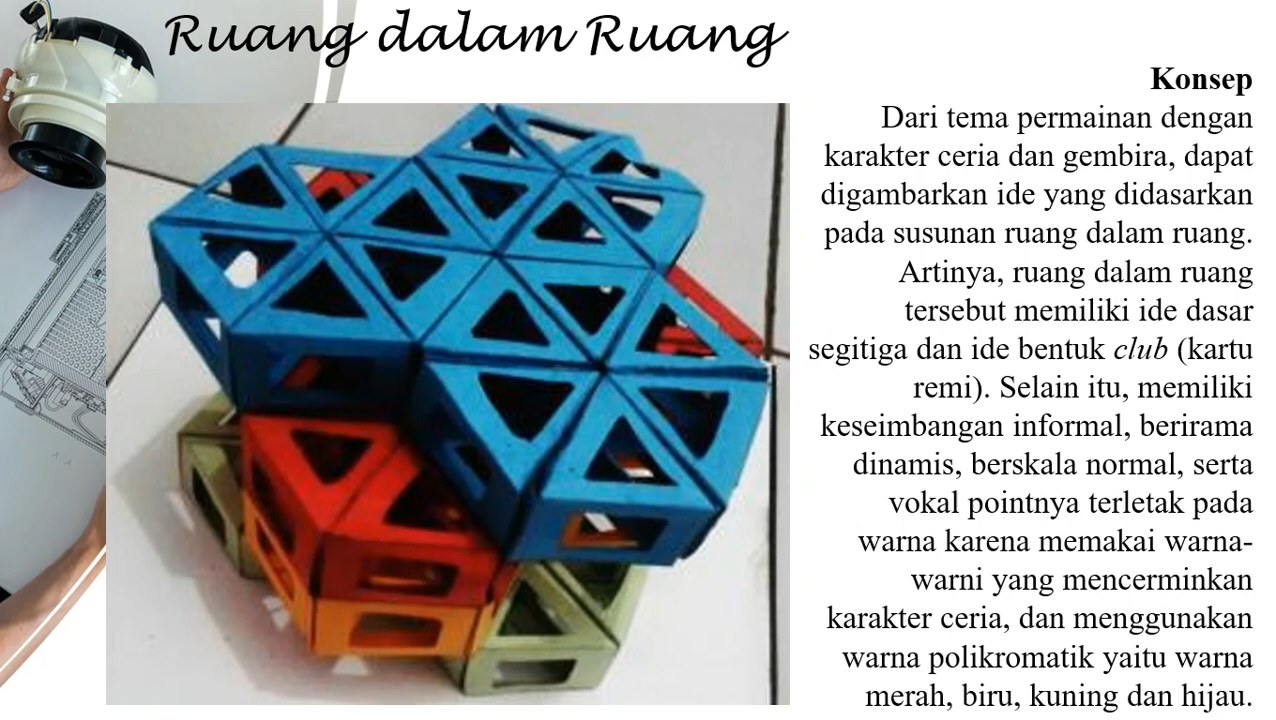 Ruang dalam Ruang
Konsep
Dari tema permainan dengan
karakter ceria dan gembira, dapat
digambarkan ide yang didasarkan
pada susunan ruang dalam ruang.
Artinya, ruang dalam ruang
tersebut memiliki ide dasar
segitiga dan ide bentuk club (kartu
remi). Selain itu, memiliki
keseimbangan informal, berirama
dinamis, berskala normal, serta
vokal pointnya terletak pada
warna karena memakai warna-
warni yang mencerminkan
karakter ceria, dan menggunakan
warna polikromatik yaitu warna
merah, biru, kuning dan hijau.